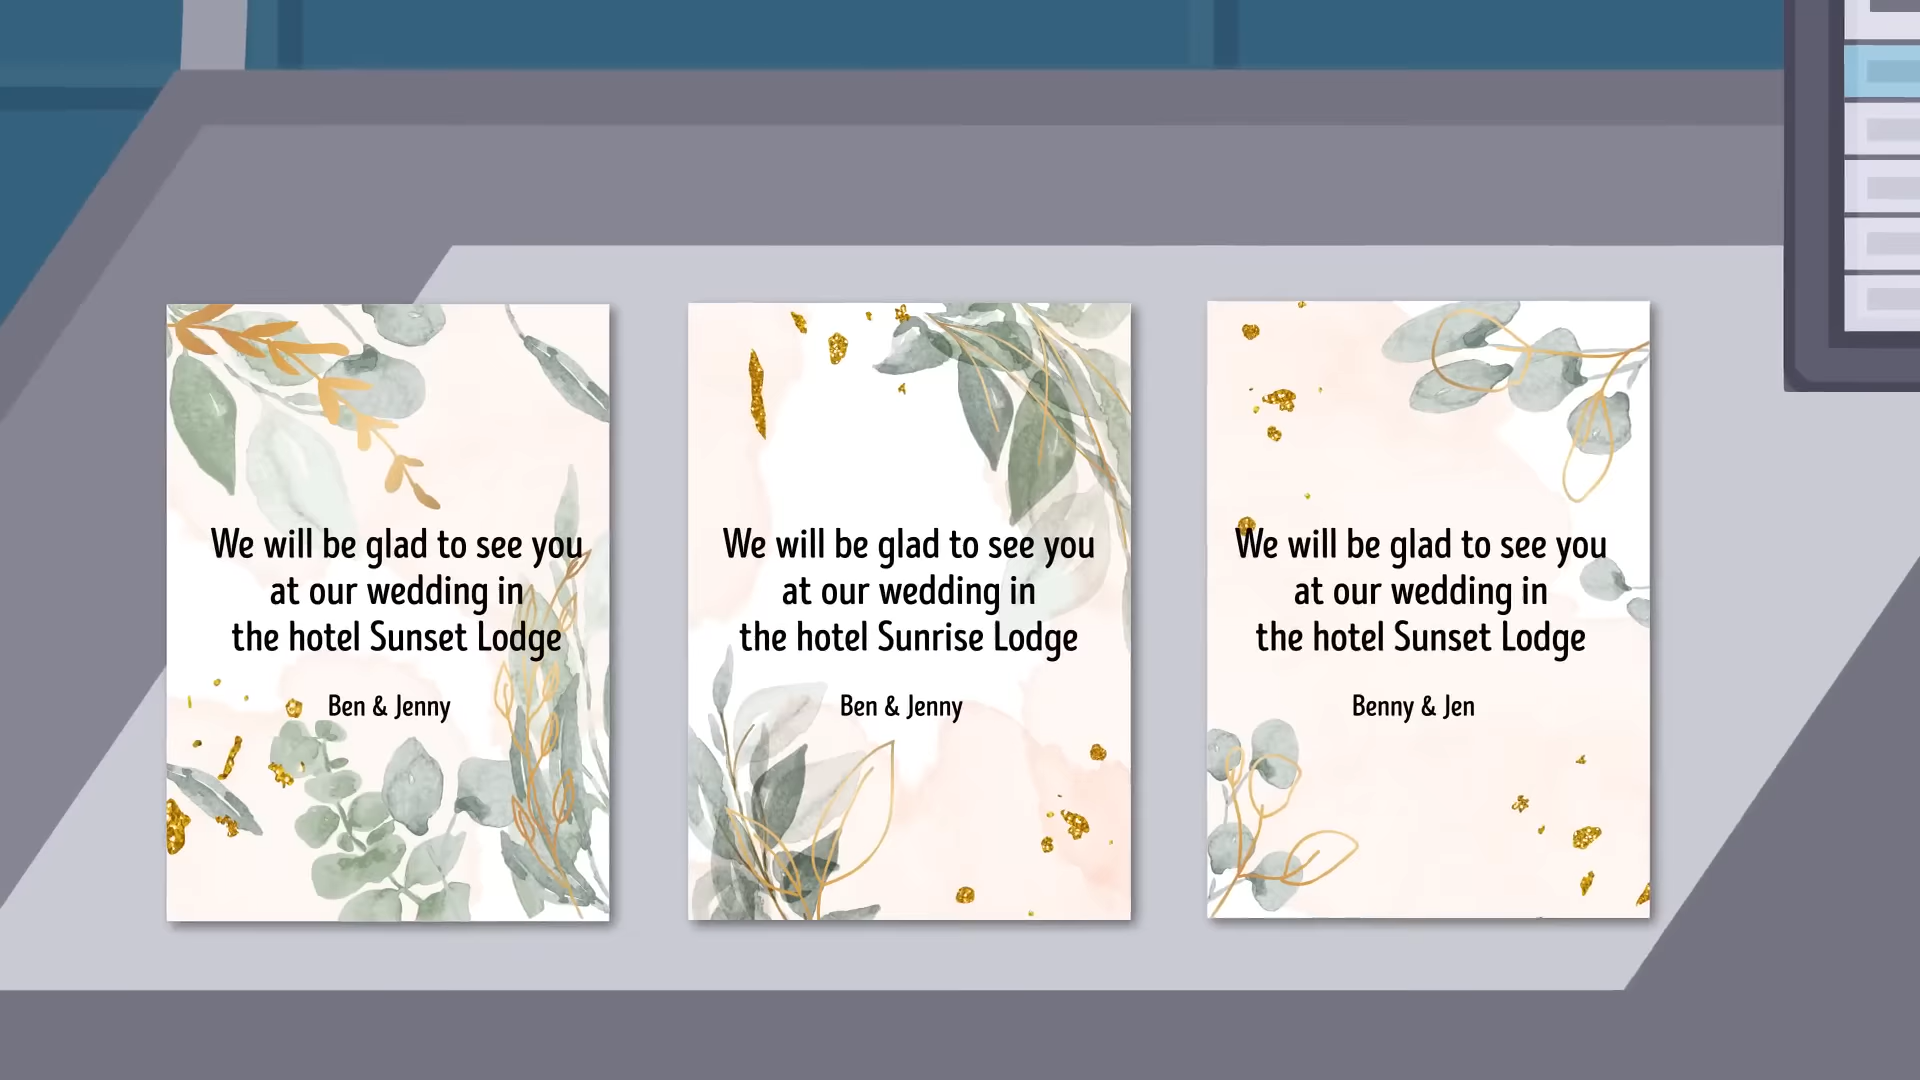 We will be glad to see you
at our wedding in
the hotel Sunset Lodge
Ben & Jenny
We will be glad to see you
at our wedding in
the hotel Sunrise Lodge
Ben & Jenny
We will be glad to see you
at our wedding in
the hotel Sunset Lodge
Benny & Jen